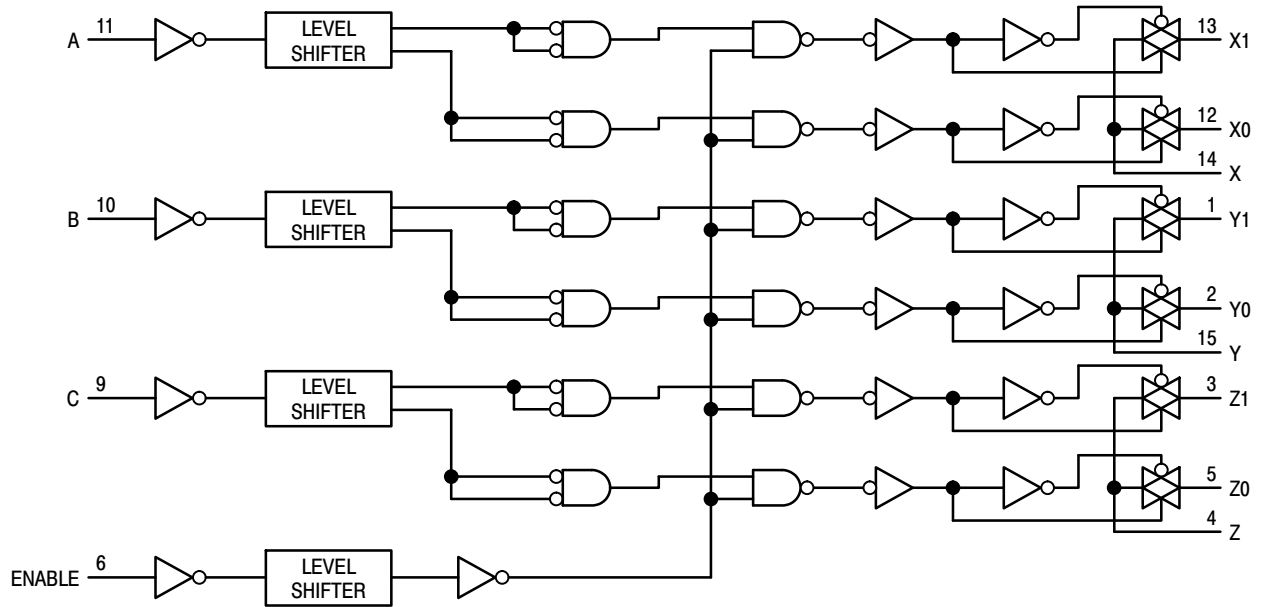 A 11 LEVEL SHIFTER 13 X1
12 X0
14 X
B 10 LEVEL SHIFTER 1 Y1
2 Y0
15 Y
C 9 LEVEL SHIFTER 3 Z1
5 Z0
4 Z
ENABLE 6 LEVEL SHIFTER